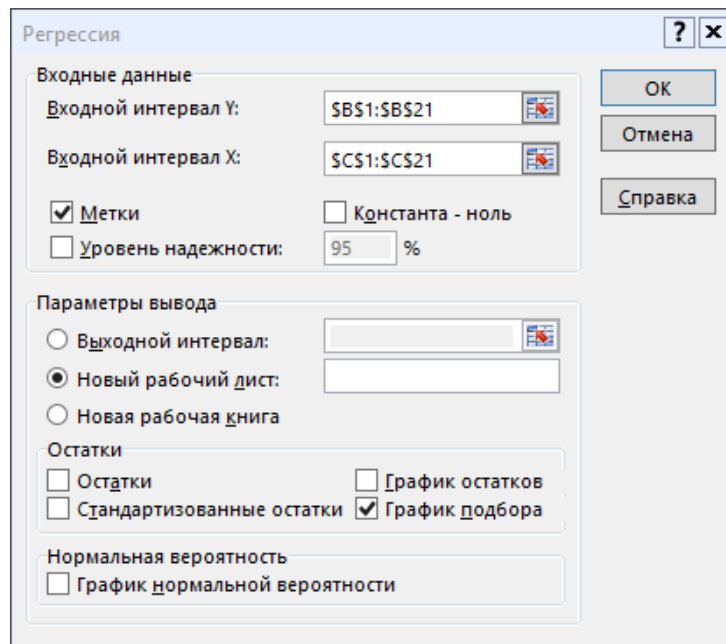 Регрессия ? ×
Входные данные
Входной интервал Y: $B$1:$B$21
Входной интервал X: $C$1:$C$21
Метки Константа - ноль
Уровень надежности: 95 %
ОК
Отмена
Справка
Параметры вывода
Выходной интервал:
Новый рабочий лист:
Новая рабочая книга
Остатки
Остатки График остатков
Стандартизованные остатки График подбора
Нормальная вероятность
График нормальной вероятности